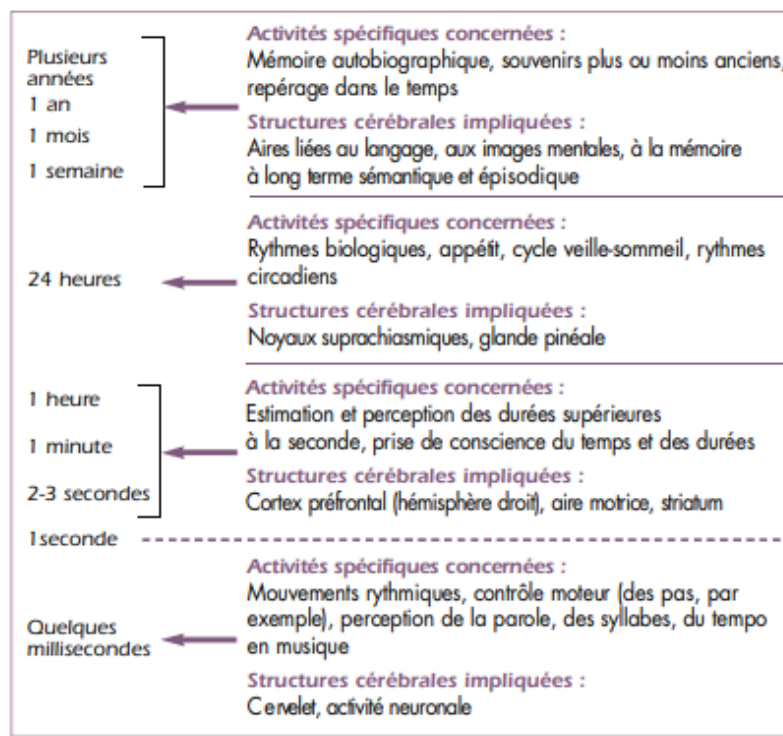 Activités spécifiques concernées :
Mémoire autobiographique, souvenirs plus ou moins anciens,
repérage dans le temps
Structures cérébrales impliquées :
Aires liées au langage, aux images mentales, à la mémoire
à long terme sémantique et épisodique
Plusieurs
années
1 an
1 mois
1 semaine
Activités spécifiques concernées :
Rythmes biologiques, appétit, cycle veille-sommeil, rythmes
circadiens
Structures cérébrales impliquées :
Noyaux suprachiasmiques, glande pinéale
24 heures
Activités spécifiques concernées :
Estimation et perception des durées supérieures
à la seconde, prise de conscience du temps et des durées
Structures cérébrales impliquées :
Cortex préfrontal (hémisphère droit), aire motrice, striatum
1 heure
1 minute
2-3 secondes
1seconde
Activités spécifiques concernées :
Mouvements rythmiques, contrôle moteur (des pas, par
exemple), perception de la parole, des syllabes, du tempo
en musique
Structures cérébrales impliquées :
Cervelet, activité neuronale
Quelques
millisecondes